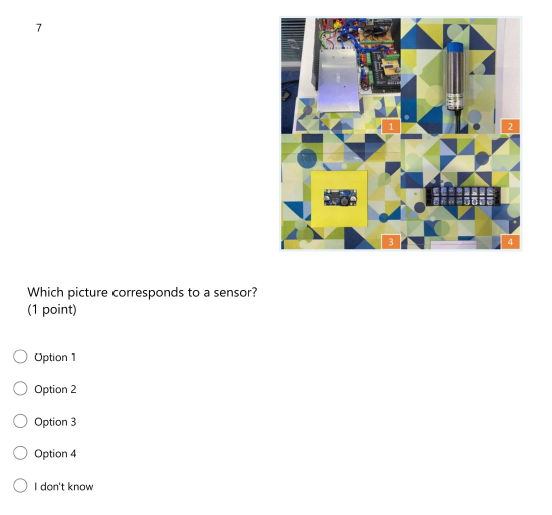 7
1
2
3
4
Which picture corresponds to a sensor?
(1 point)
Option 1
Option 2
Option 3
Option 4
I don't know